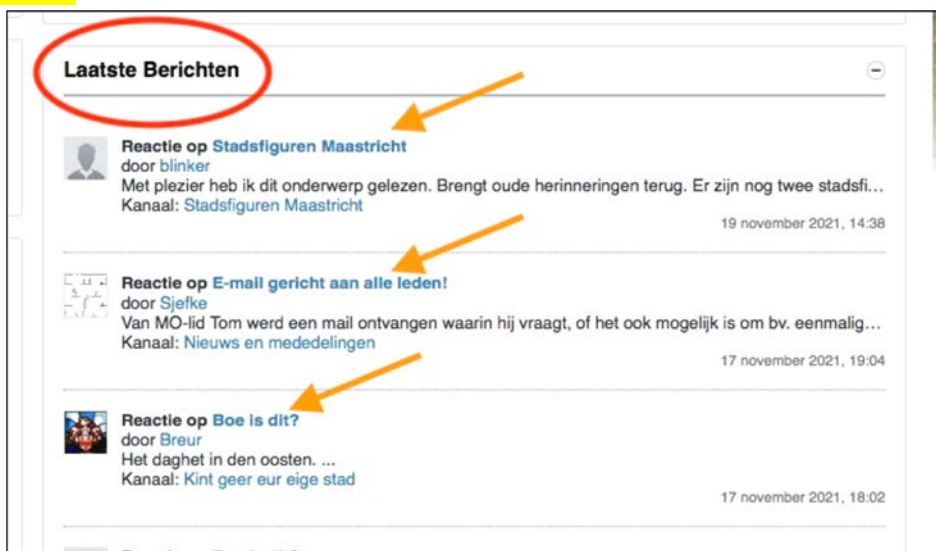 Laatste Berichten
Reactie op Stadsfiguren Maastricht
door blinker
Met plezier heb ik dit onderwerp gelezen. Brengt oude herinneringen terug. Er zijn nog twee stadsfi...
Kanaal: Stadsfiguren Maastricht
19 november 2021, 14:38
Reactie op E-mail gericht aan alle leden!
door Sjefke
Van MO-lid Tom werd een mail ontvangen waarin hij vraagt, of het ook mogelijk is om bv. eenmalig...
Kanaal: Nieuws en mededelingen
17 november 2021, 19:04
Reactie op Boe is dit?
door Breur
Het daghet in den oosten. ...
Kanaal: Kint geer eur eige stad
17 november 2021, 18:02